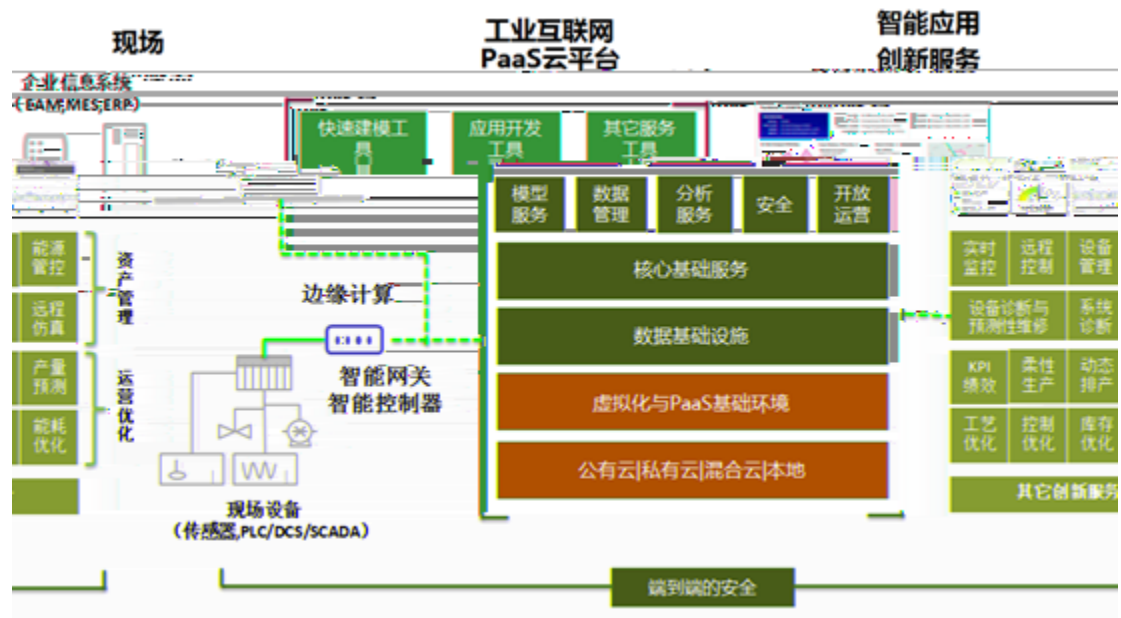 现场
工业互联网
PaaS云平台
智能应用
创新服务
企业信息系统
（EAM,MES,ERP）
快速建模工
具
应用开发
工具
其它服务
工具
模型
服务
数据
管理
分析
服务
安全
开放
运营
核心基础服务
数据基础设施
虚拟化与PaaS基础环境
公有云|私有云|混合云|本地
能源
管控
远程
仿真
产量
预测
能耗
优化
资产管理
运营优化
边缘计算
智能网关
智能控制器
现场设备
（传感器,PLC/DCS/SCADA）
实时
监控
远程
控制
设备
管理
设备诊断与
预测性维修
系统
诊断
KPI
绩效
柔性
生产
动态
排产
工艺
优化
控制
优化
库存
优化
其它创新服务
端到端的安全